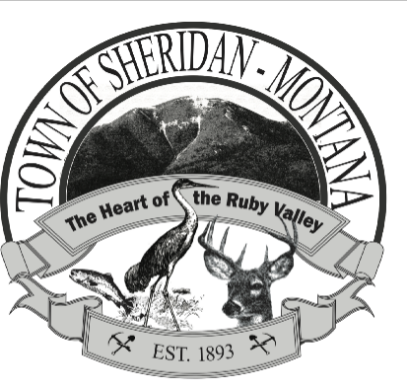 TOWN OF SHERIDAN - MONTANA
The Heart of the Ruby Valley
EST. 1893